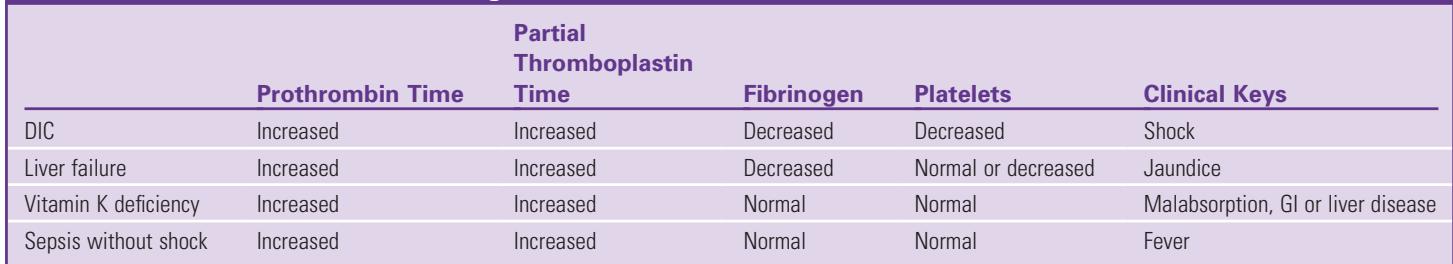 Partial
Thromboplastin
Prothrombin Time Time Fibrinogen Platelets Clinical Keys
DIC Increased Increased Decreased Decreased Shock
Liver failure Increased Increased Decreased Normal or decreased Jaundice
Vitamin K deficiency Increased Increased Normal Normal Malabsorption, GI or liver disease
Sepsis without shock Increased Increased Normal Normal Fever